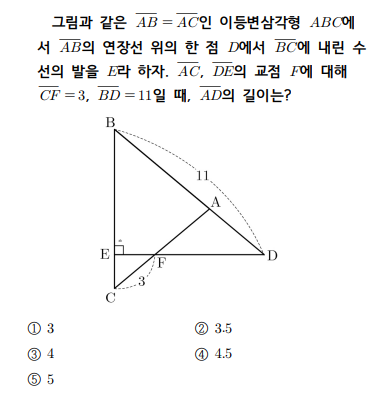 그림과 같은 AB = AC인 이등변삼각형 ABC에
서 AB의 연장선 위의 한 점 D에서 BC에 내린 수
선의 발을 E라 하자. AC, DE의 교점 F에 대해
CF = 3, BD = 11일 때, AD의 길이는?
B
11
A
E
F
D
3
C
① 3
② 3.5
③ 4
④ 4.5
⑤ 5